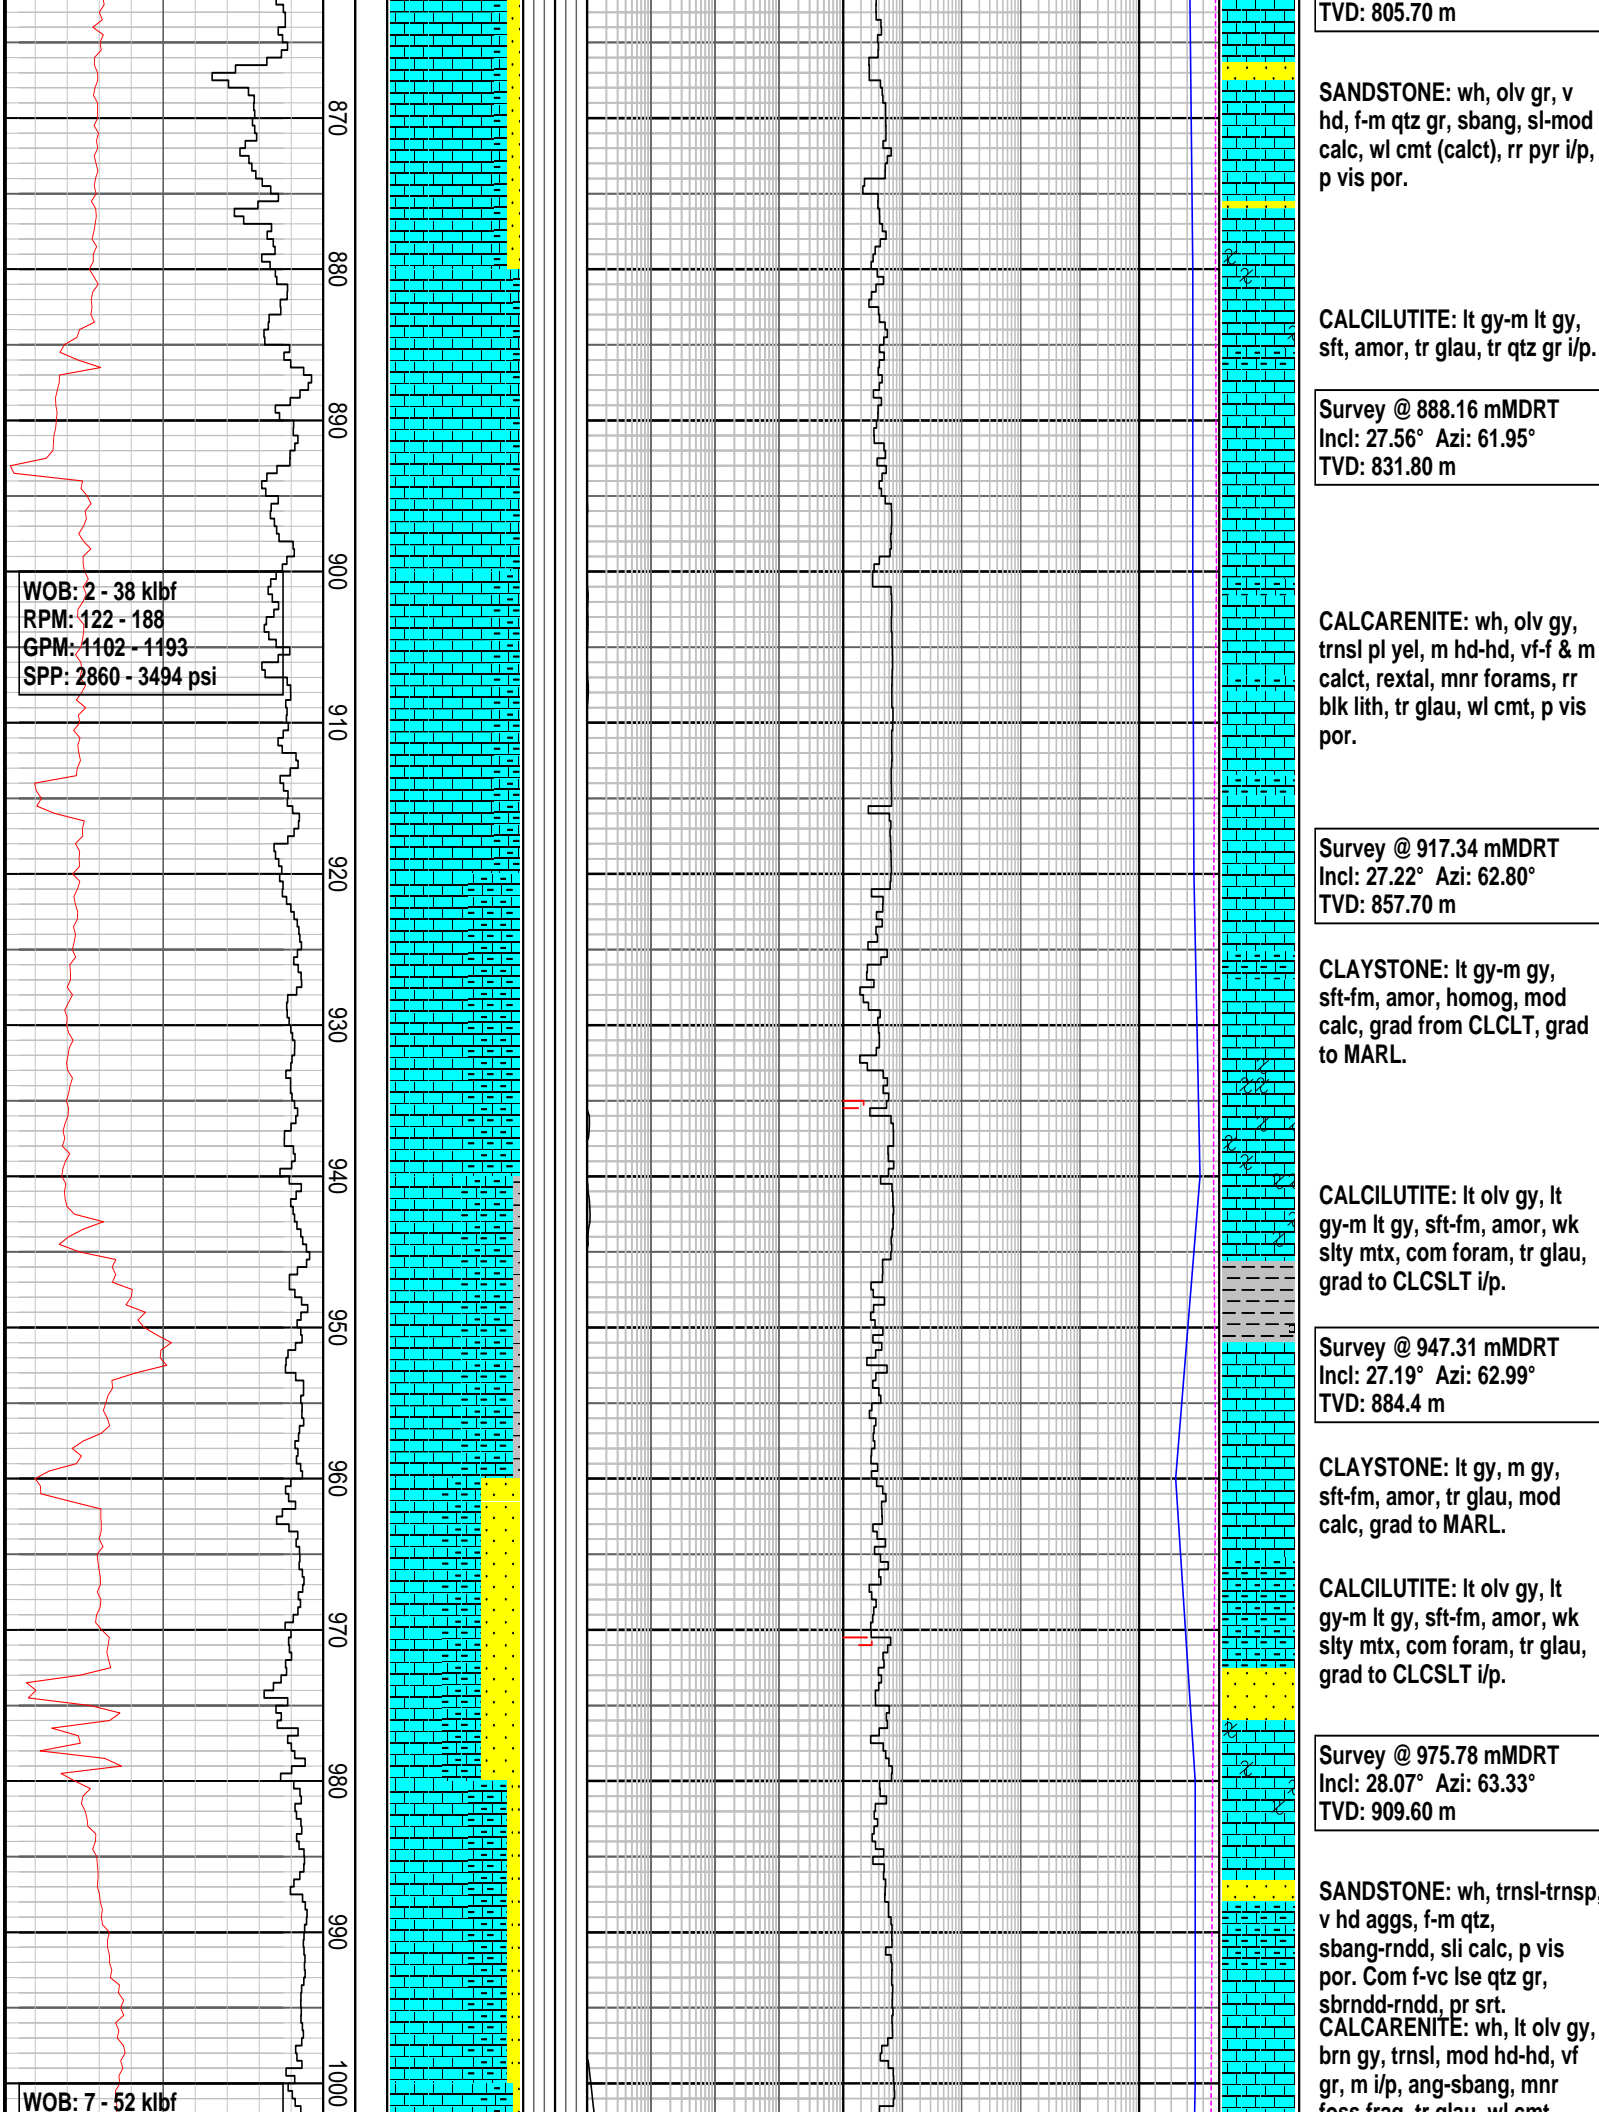 TVD: 805.70 m
SANDSTONE: wh, olv gr, v
hd, f-m qtz gr, sbang, sl-mod
calc, wl cmt (calct), rr pyr i/p,
p vis por.
CALCILUTITE: lt gy-m lt gy,
sft, amor, tr glau, tr qtz gr i/p.
Survey @ 888.16 mMDRT
Incl: 27.56° Azi: 61.95°
TVD: 831.80 m
CALCARENITE: wh, olv gy,
trnsl pl yel, m hd-hd, vf-f & m
calct, rextal, mnr forams, rr
blk lith, tr glau, wl cmt, p vis
por.
Survey @ 917.34 mMDRT
Incl: 27.22° Azi: 62.80°
TVD: 857.70 m
CLAYSTONE: lt gy-m gy,
sft-fm, amor, homog, mod
calc, grad from CLCLT, grad
to MARL.
CALCILUTITE: lt olv gy, lt
gy-m lt gy, sft-fm, amor, wk
slty mtx, com foram, tr glau,
grad to CLCSLT i/p.
Survey @ 947.31 mMDRT
Incl: 27.19° Azi: 62.99°
TVD: 884.4 m
CLAYSTONE: lt gy, m gy,
sft-fm, amor, tr glau, mod
calc, grad to MARL.
CALCILUTITE: lt olv gy, lt
gy-m lt gy, sft-fm, amor, wk
slty mtx, com foram, tr glau,
grad to CLCSLT i/p.
Survey @ 975.78 mMDRT
Incl: 28.07° Azi: 63.33°
TVD: 909.60 m
SANDSTONE: wh, trnsl-trnsp,
v hd aggs, f-m qtz,
sbang-rndd, sli calc, p vis
por. Com f-vc lse qtz gr,
sbrndd-rndd, pr srt.
CALCARENITE: wh, lt olv gy,
brn gy, trnsl, mod hd-hd, vf
gr, m i/p, ang-sbang, mnr
foss frag, tr glau, wl cmt
870
880
890
900
910
920
930
940
950
960
970
980
990
1000
WOB: 2 - 38 klbf
RPM: 122 - 188
GPM: 1102 - 1193
SPP: 2860 - 3494 psi
WOB: 7 - 52 klbf